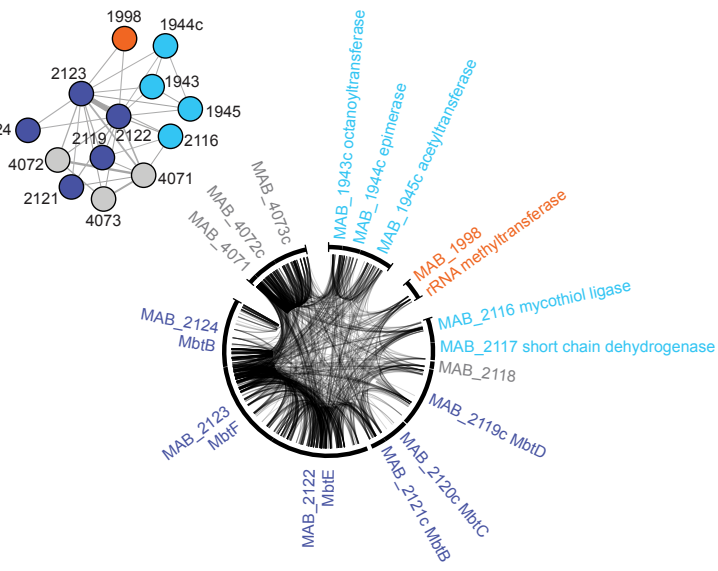 1998
1944c
2123
1943
1945
24
2119
2122
2116
4072
4071
2121
4073
MAB_4071
MAB_4072c
MAB_4073c
MAB_1943c octanoyltransferase
MAB_1944c epimerase
MAB_1945c acetyltransferase
MAB_1998
rRNA methyltransferase
MAB_2116 mycothiol ligase
MAB_2117 short chain dehydrogenase
MAB_2118
MAB_2119c MbtD
MAB_2120c MbtC
MAB_2121c MbtB
MAB_2122
MbtE
MAB_2123
MbtF
MAB_2124
MbtB